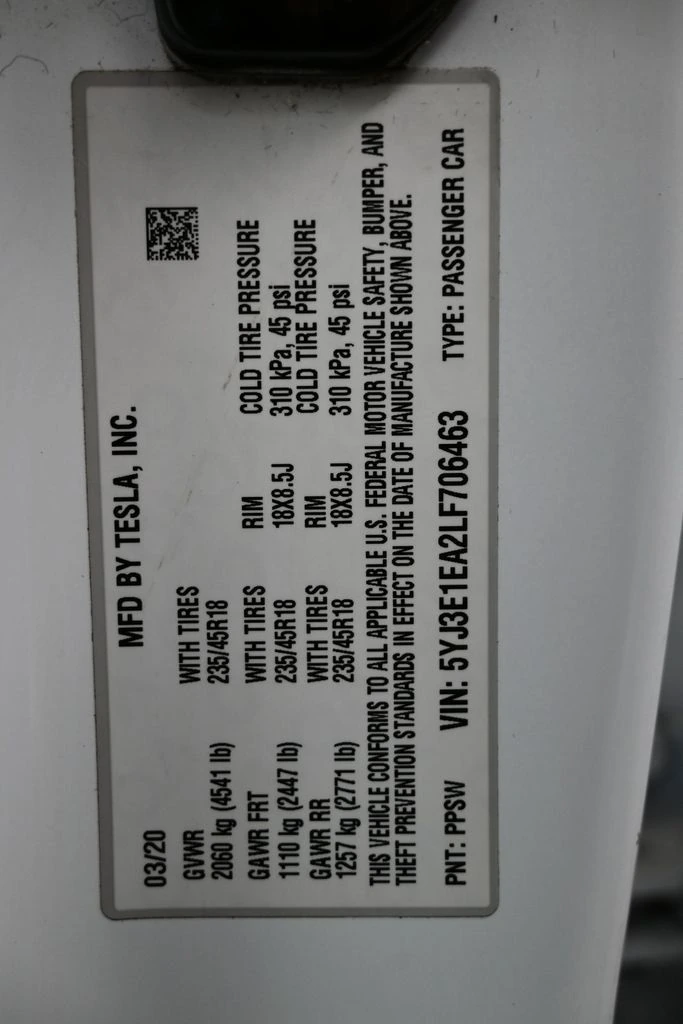 MFD BY TESLA, INC.
03/20
GVWR WITH TIRES
2060 kg (4541 lb) 235/45R18
GAWR FRT WITH TIRES RIM COLD TIRE PRESSURE
1110 kg (2447 lb) 235/45R18 18X8.5J 310 kPa, 45 psi
GAWR RR WITH TIRES RIM COLD TIRE PRESSURE
1257 kg (2771 lb) 235/45R18 18X8.5J 310 kPa, 45 psi
THIS VEHICLE CONFORMS TO ALL APPLICABLE U.S. FEDERAL MOTOR VEHICLE SAFETY, BUMPER, AND
THEFT PREVENTION STANDARDS IN EFFECT ON THE DATE OF MANUFACTURE SHOWN ABOVE.
PNT: PPSW VIN: 5YJ3E1EA2LF706463 TYPE: PASSENGER CAR